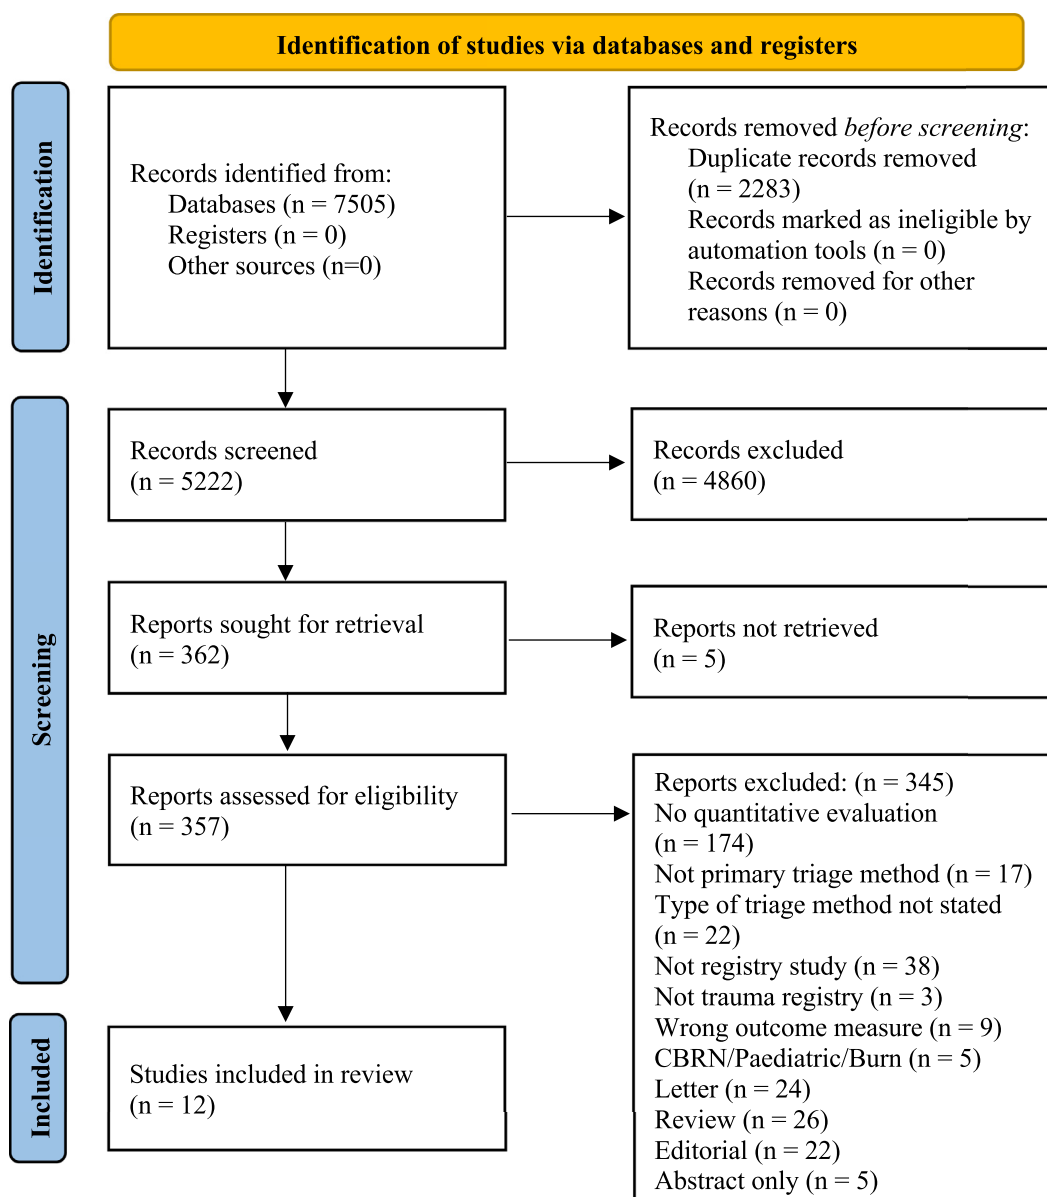 Identification of studies via databases and registers
Identification
Records identified from:
Databases (n = 7505)
Registers (n = 0)
Other sources (n=0)
Records removed before screening:
Duplicate records removed
(n = 2283)
Records marked as ineligible by
automation tools (n = 0)
Records removed for other
reasons (n = 0)
Screening
Records screened
(n = 5222)
Records excluded
(n = 4860)
Reports sought for retrieval
(n = 362)
Reports not retrieved
(n = 5)
Reports assessed for eligibility
(n = 357)
Reports excluded: (n = 345)
No quantitative evaluation
(n = 174)
Not primary triage method (n = 17)
Type of triage method not stated
(n = 22)
Not registry study (n = 38)
Not trauma registry (n = 3)
Wrong outcome measure (n = 9)
CBRN/Paediatric/Burn (n = 5)
Letter (n = 24)
Review (n = 26)
Editorial (n = 22)
Abstract only (n = 5)
Included
Studies included in review
(n = 12)